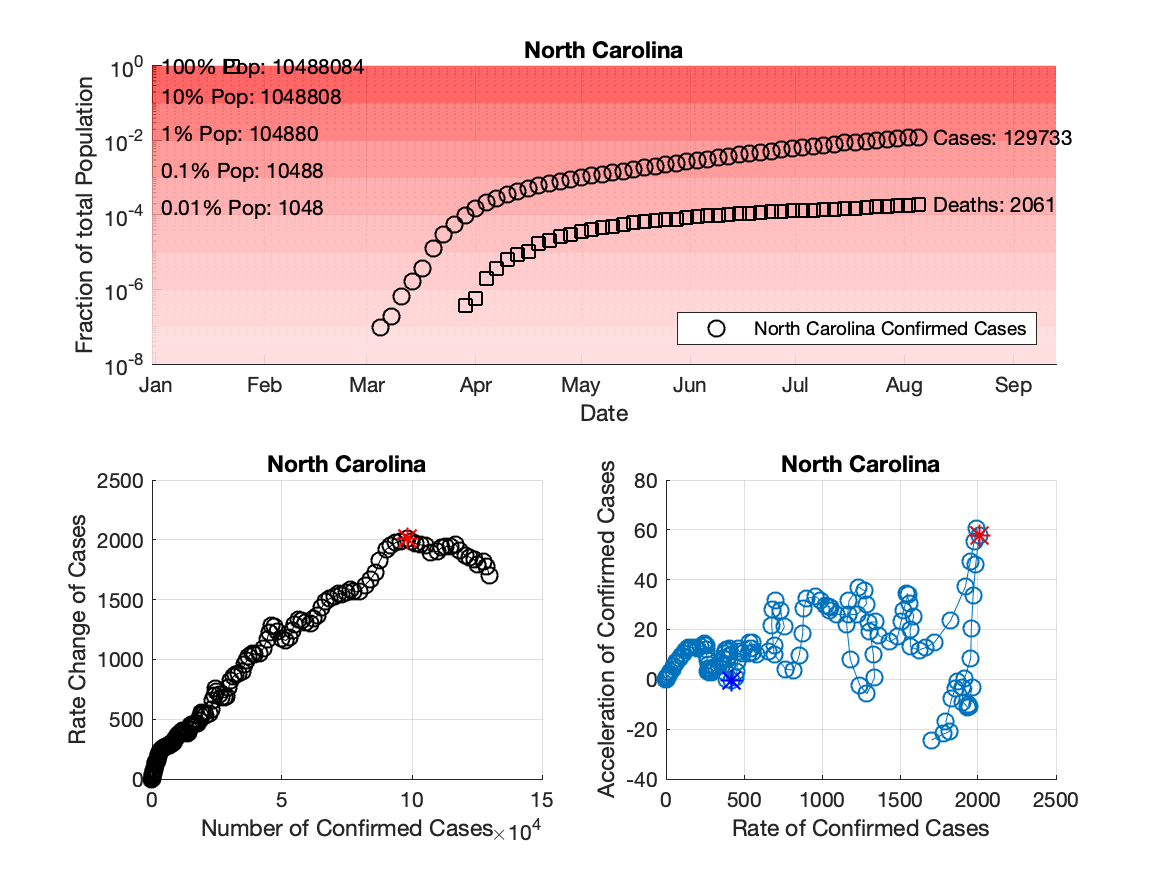 North Carolina
Fraction of total Population
10^0
10^-2
10^-4
10^-6
10^-8
100% Pop: 10488084
10% Pop: 1048808
1% Pop: 104880
0.1% Pop: 10488
0.01% Pop: 1048
Cases: 129733
Deaths: 2061
North Carolina Confirmed Cases
Jan Feb Mar Apr May Jun Jul Aug Sep
Date
North Carolina
Rate Change of Cases
2500
2000
1500
1000
500
0
0 5 10 15
Number of Confirmed Cases ×10^4
North Carolina
Acceleration of Confirmed Cases
80
60
40
20
0
-20
-40
0 500 1000 1500 2000 2500
Rate of Confirmed Cases